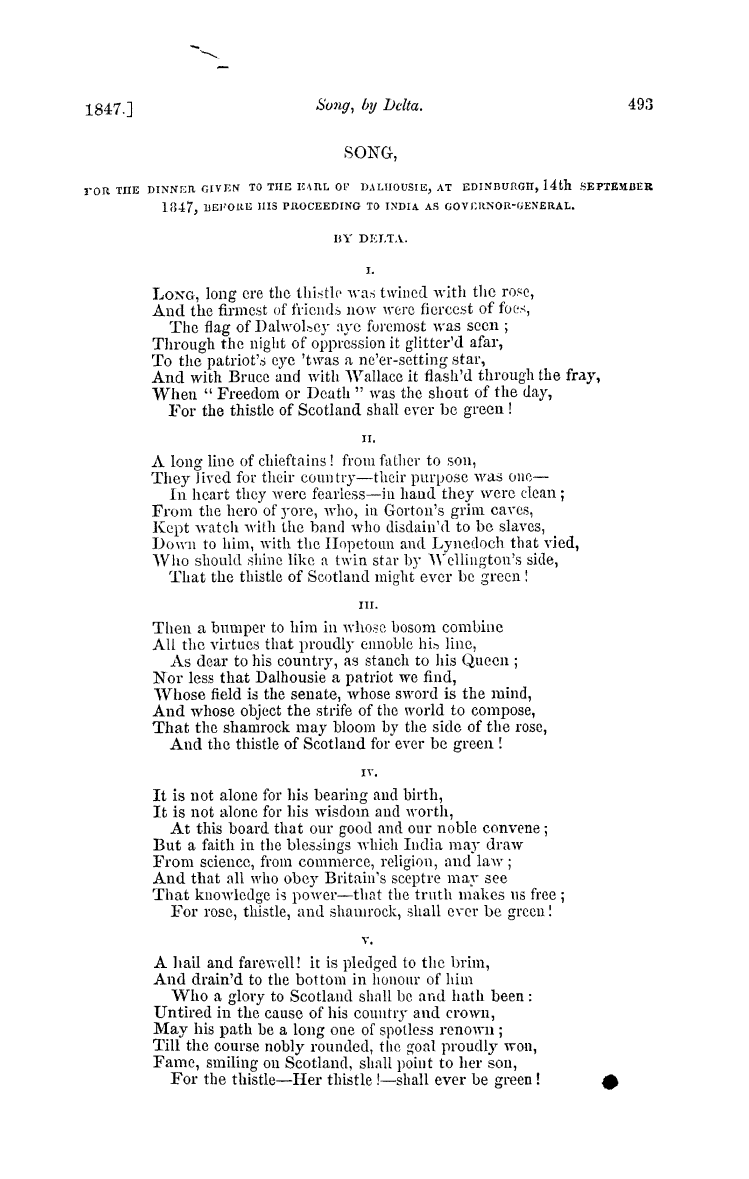 1847.] Song, by Delta. 493
SONG,
FOR THE DINNER GIVEN TO THE EARL OF DALHOUSIE, AT EDINBURGH, 14th SEPTEMBER
1847, BEFORE HIS PROCEEDING TO INDIA AS GOVERNOR-GENERAL.
BY DELTA.
I.
LONG, long ere the thistle was twined with the rose,
And the firmest of friends now were fiercest of foes,
The flag of Dalwolsey aye foremost was seen ;
Through the night of oppression it glitter'd afar,
To the patriot's eye 'twas a ne'er-setting star,
And with Bruce and with Wallace it flash'd through the fray,
When " Freedom or Death " was the shout of the day,
For the thistle of Scotland shall ever be green !
II.
A long line of chieftains ! from father to son,
They lived for their country—their purpose was one—
In heart they were fearless—in hand they were clean ;
From the hero of yore, who, in Gorton's grim caves,
Kept watch with the band who disdain'd to be slaves,
Down to him, with the Hopetoun and Lynedoch that vied,
Who should shine like a twin star by Wellington's side,
That the thistle of Scotland might ever be green !
III.
Then a bumper to him in whose bosom combine
All the virtues that proudly ennoble his line,
As dear to his country, as stanch to his Queen ;
Nor less that Dalhousie a patriot we find,
Whose field is the senate, whose sword is the mind,
And whose object the strife of the world to compose,
That the shamrock may bloom by the side of the rose,
And the thistle of Scotland for ever be green !
IV.
It is not alone for his bearing and birth,
It is not alone for his wisdom and worth,
At this board that our good and our noble convene ;
But a faith in the blessings which India may draw
From science, from commerce, religion, and law ;
And that all who obey Britain's sceptre may see
That knowledge is power—that the truth makes us free ;
For rose, thistle, and shamrock, shall ever be green !
V.
A hail and farewell ! it is pledged to the brim,
And drain'd to the bottom in honour of him
Who a glory to Scotland shall be and hath been :
Untired in the cause of his country and crown,
May his path be a long one of spotless renown ;
Till the course nobly rounded, the goal proudly won,
Fame, smiling on Scotland, shall point to her son,
For the thistle—Her thistle !—shall ever be green !